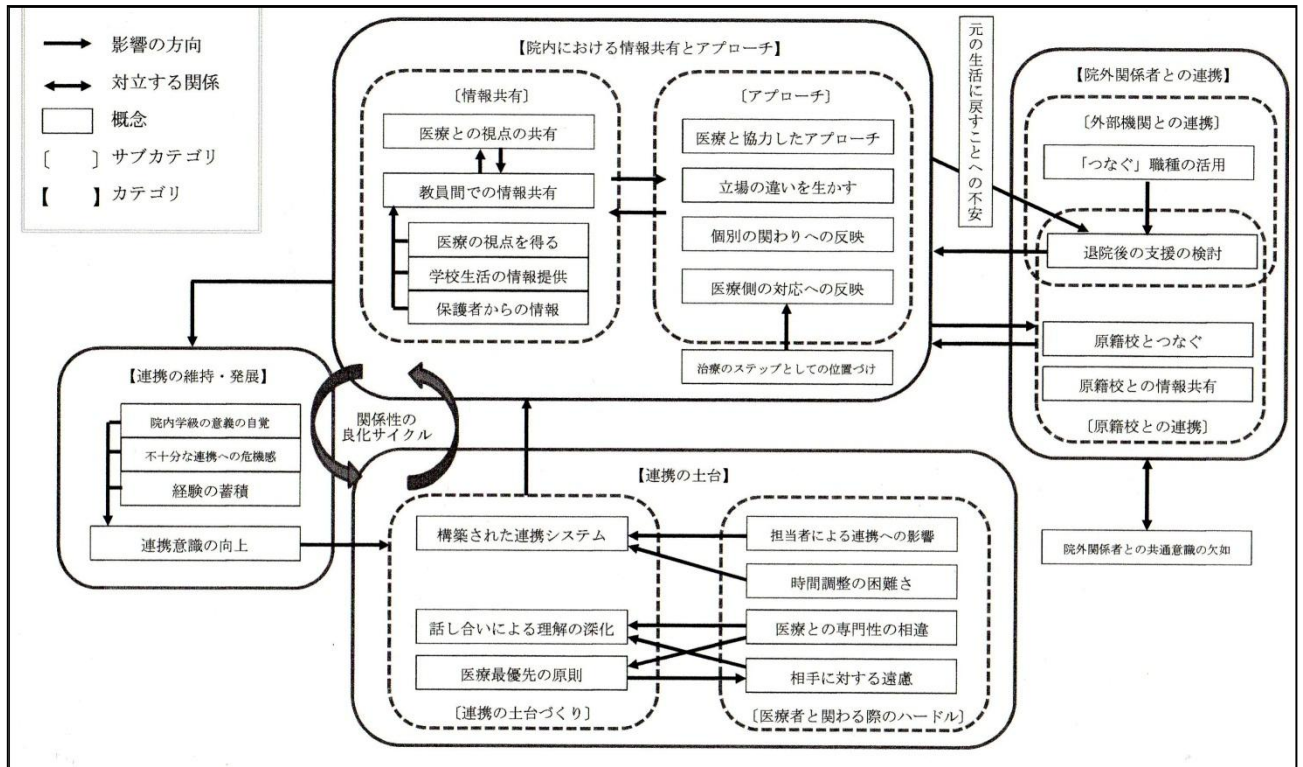 影響の方向
対立する関係
概念
〔　　〕サブカテゴリ
【　　】カテゴリ
【院内における情報共有とアプローチ】
〔情報共有〕
医療との視点の共有
教員間での情報共有
医療の視点を得る
学校生活の情報提供
保護者からの情報
〔アプローチ〕
医療と協力したアプローチ
立場の違いを生かす
個別の関わりへの反映
医療側の対応への反映
治療のステップとしての位置づけ
元の生活に戻すことへの不安
【院外関係者との連携】
〔外部機関との連携〕
「つなぐ」職種の活用
退院後の支援の検討
原籍校とつなぐ
原籍校との情報共有
〔原籍校との連携〕
院外関係者との共通意識の欠如
【連携の維持・発展】
院内学級の意義の自覚
不十分な連携への危機感
経験の蓄積
連携意識の向上
関係性の
良化サイクル
【連携の土台】
構築された連携システム
話し合いによる理解の深化
医療最優先の原則
〔連携の土台づくり〕
担当者による連携への影響
時間調整の困難さ
医療との専門性の相違
相手に対する遠慮
〔医療者と関わる際のハードル〕